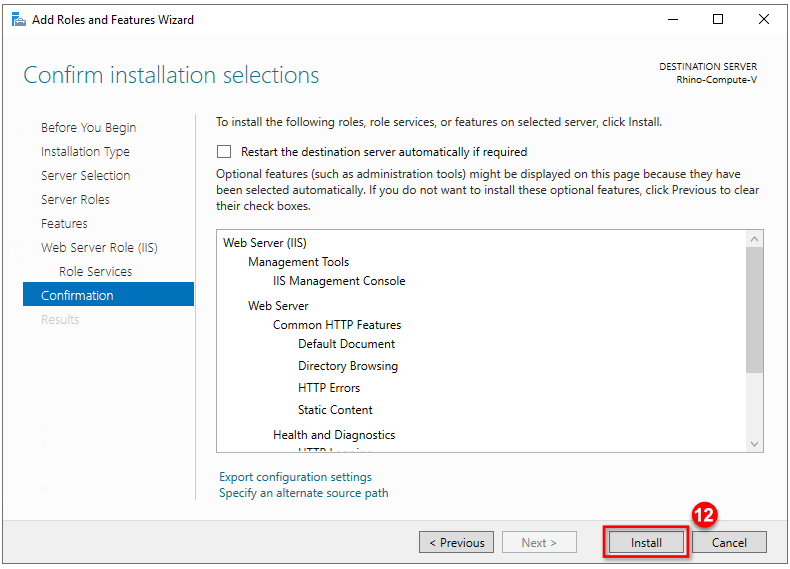 Add Roles and Features Wizard
Confirm installation selections
DESTINATION SERVER
Rhino-Compute-V
Before You Begin
Installation Type
Server Selection
Server Roles
Features
Web Server Role (IIS)
Role Services
Confirmation
Results
To install the following roles, role services, or features on selected server, click Install.
Restart the destination server automatically if required
Optional features (such as administration tools) might be displayed on this page because they have
been selected automatically. If you do not want to install these optional features, click Previous to clear
their check boxes.
Web Server (IIS)
Management Tools
IIS Management Console
Web Server
Common HTTP Features
Default Document
Directory Browsing
HTTP Errors
Static Content
Health and Diagnostics
Export configuration settings
Specify an alternate source path
12
< Previous
Next >
Install
Cancel